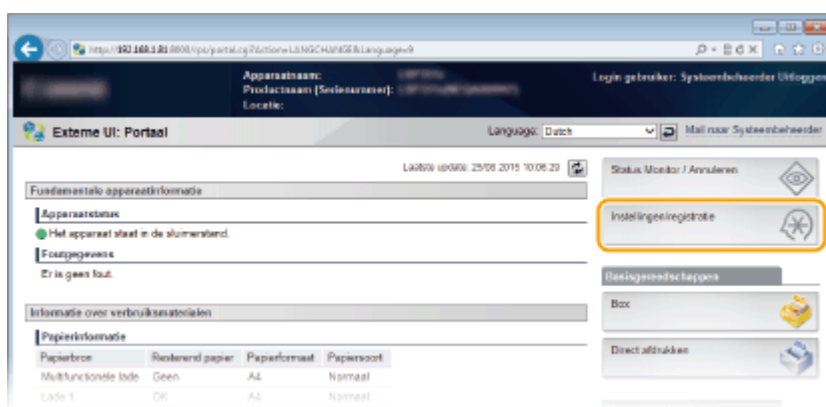 Apparaatnaam:
Productnaam [Serienummer]:
Locatie:
Login gebruiker: Systeembeheerder Uitloggen
Externe UI: Portaal
Language: Dutch
Mail naar Systeembeheerder
Laatste update: 25/08 2015 10:06:29
Fundamentele apparaatinformatie
Apparaatstatus
Het apparaat staat in de sluimerstand.
Foutgegevens
Er is geen fout.
Informatie over verbruiksmaterialen
Papierinformatie
Papierbron Resterend papier Papierformaat Papiersoort
Multifunctionele lade Geen A4 Normaal
Lade 1 OK A4 Normaal
Status Monitor / Annuleren
Instellingen/registratie
Basisgereedschappen
Box
Direct afdrukken